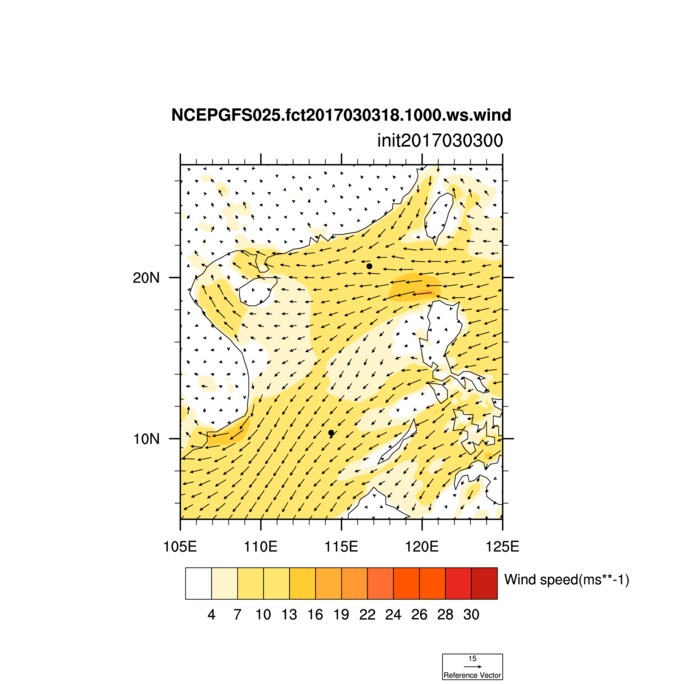 NCEPGFS025.fct2017030318.1000.ws.wind
init2017030300
20N
10N
105E 110E 115E 120E 125E
Wind speed(ms**-1)
4 7 10 13 16 19 22 24 26 28 30
15
Reference Vector